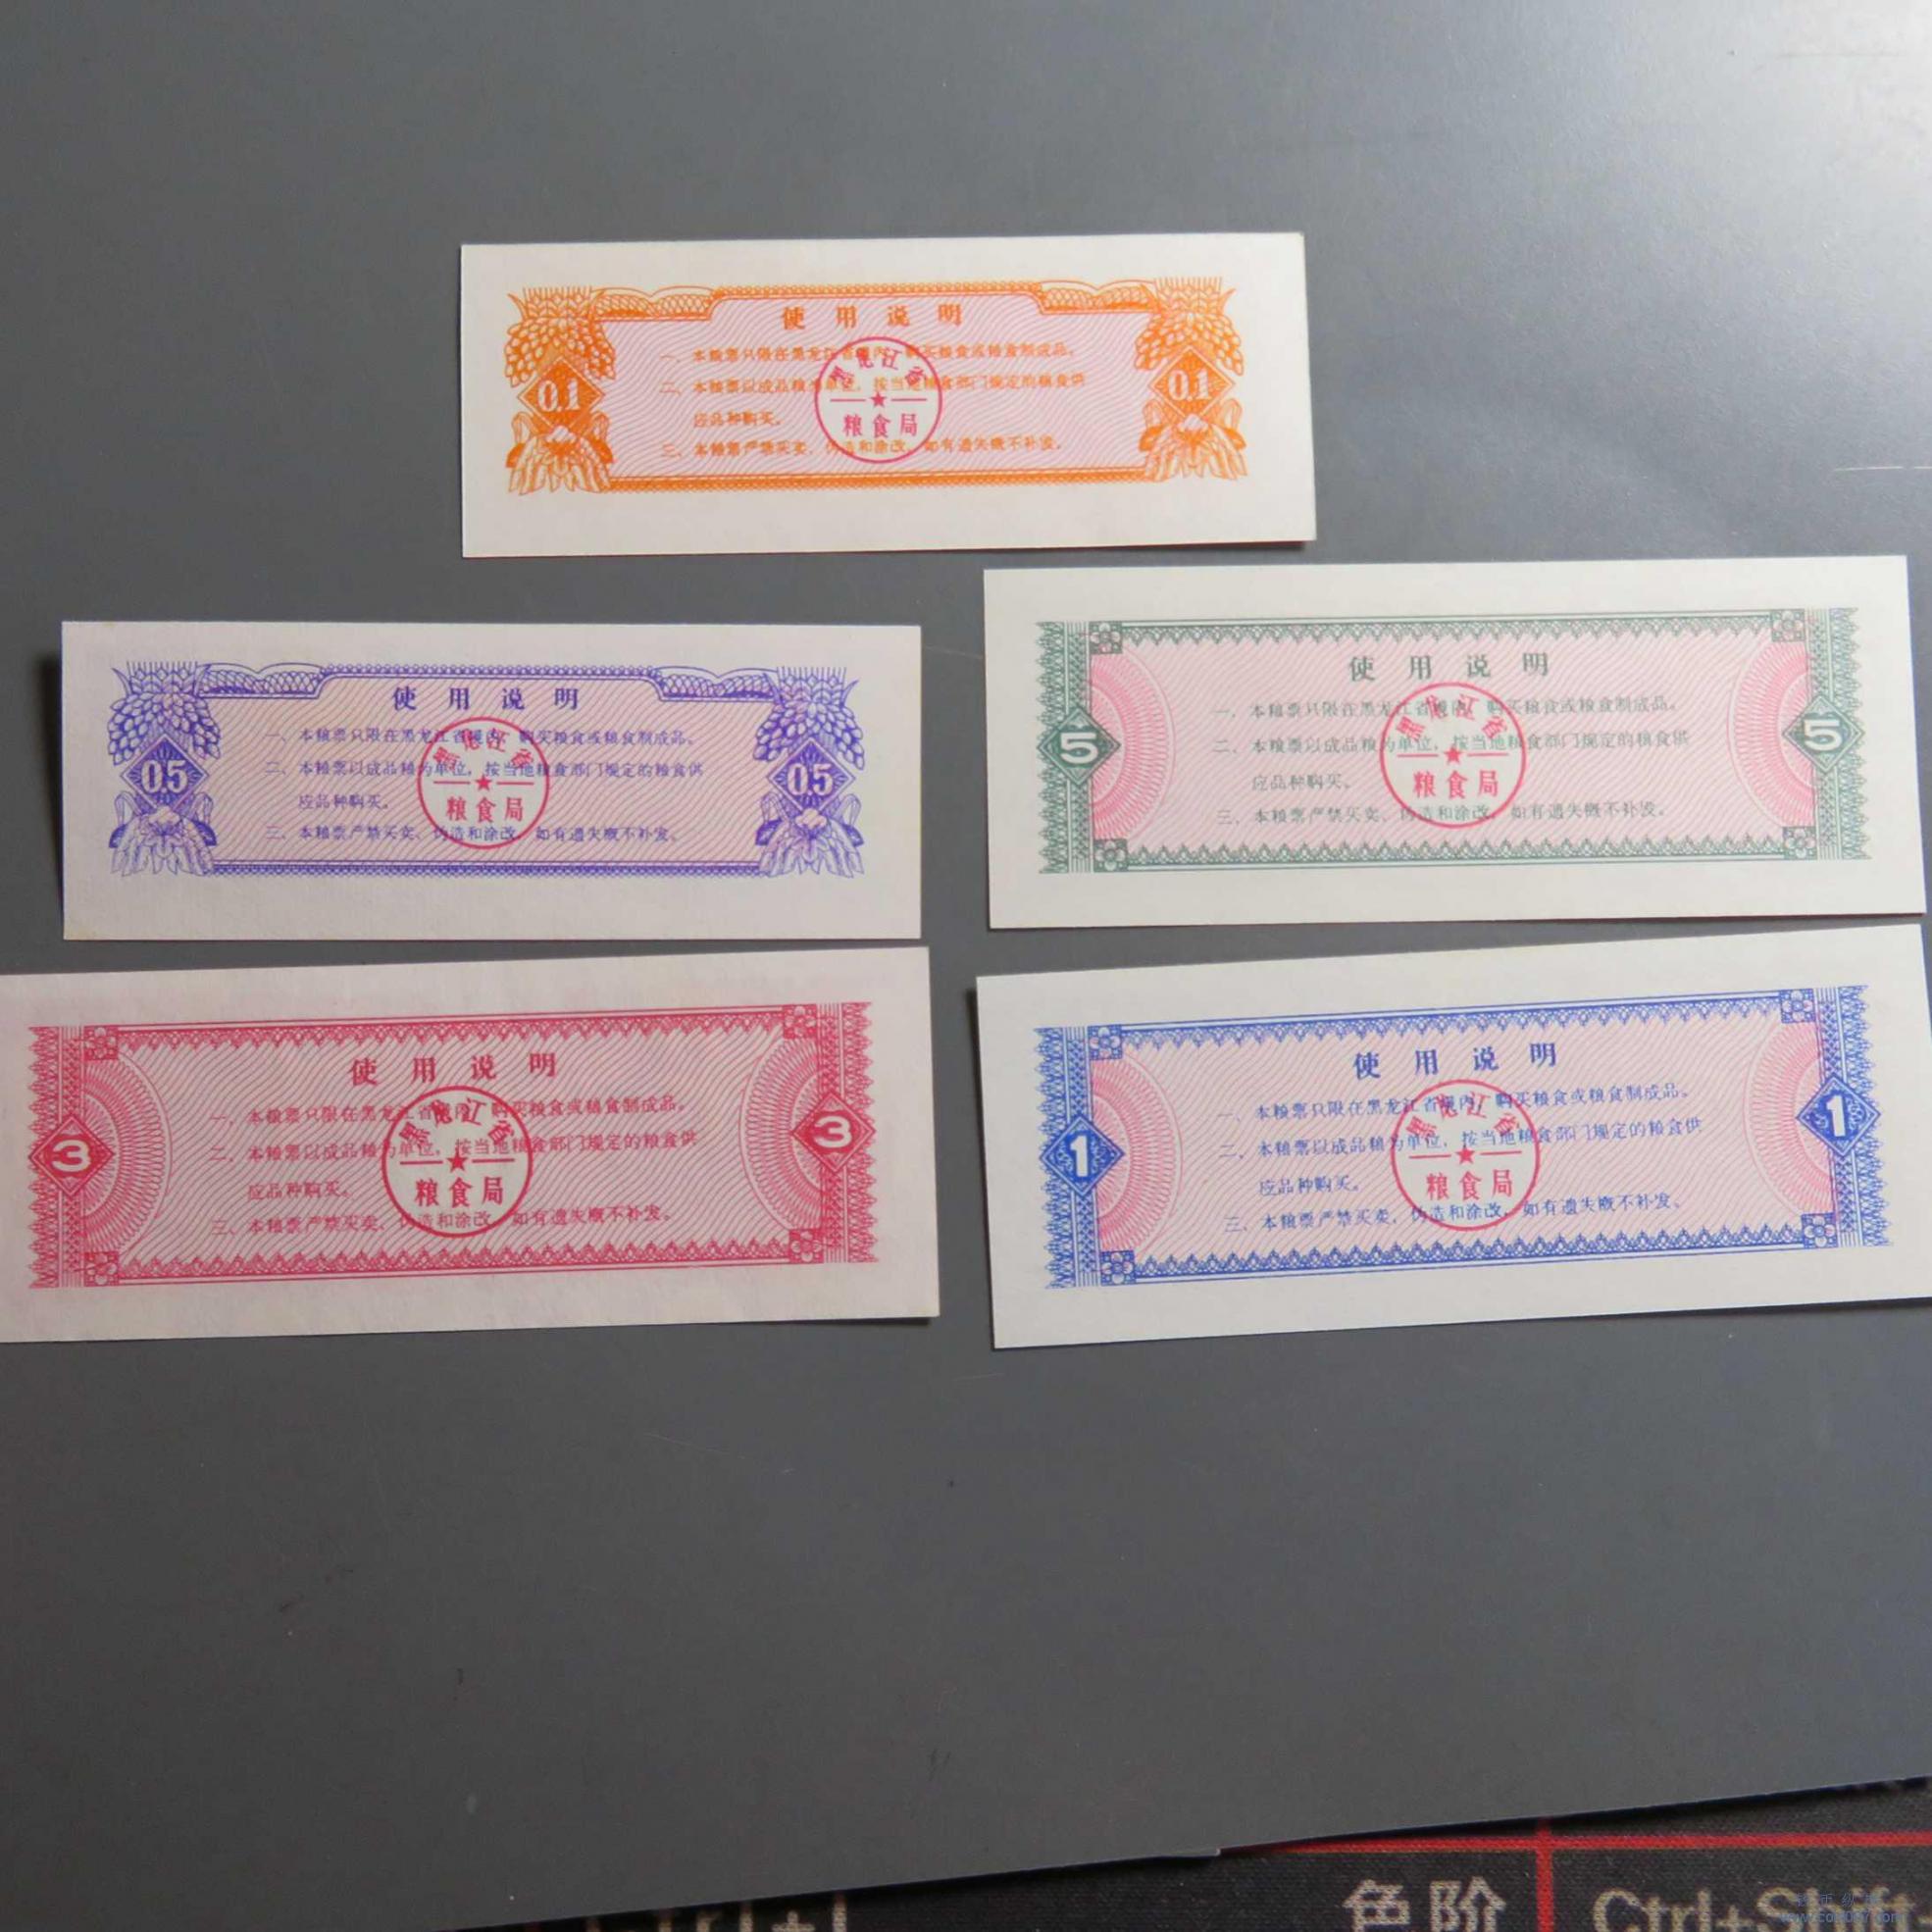 使用说明
0.1
0.1
一、本粮票只限在黑龙江省境内,购买粮食或粮食制成品。
二、本粮票以成品粮为单位,按当地粮食部门规定的粮食供
应品种购买。
三、本粮票严禁买卖、伪造和涂改,如有遗失概不补发。
黑龙江省
粮食局
使用说明
0.5
0.5
一、本粮票只限在黑龙江省境内,购买粮食或粮食制成品。
二、本粮票以成品粮为单位,按当地粮食部门规定的粮食供
应品种购买。
三、本粮票严禁买卖、伪造和涂改,如有遗失概不补发。
黑龙江省
粮食局
使用说明
5
5
一、本粮票只限在黑龙江省境内,购买粮食或粮食制成品。
二、本粮票以成品粮为单位,按当地粮食部门规定的粮食供
应品种购买。
三、本粮票严禁买卖、伪造和涂改,如有遗失概不补发。
黑龙江省
粮食局
使用说明
3
3
一、本粮票只限在黑龙江省境内,购买粮食或粮食制成品。
二、本粮票以成品粮为单位,按当地粮食部门规定的粮食供
应品种购买。
三、本粮票严禁买卖、伪造和涂改,如有遗失概不补发。
黑龙江省
粮食局
使用说明
1
1
一、本粮票只限在黑龙江省境内,购买粮食或粮食制成品。
二、本粮票以成品粮为单位,按当地粮食部门规定的粮食供
应品种购买。
三、本粮票严禁买卖、伪造和涂改,如有遗失概不补发。
黑龙江省
粮食局
色阶
Ctrl+Shift+